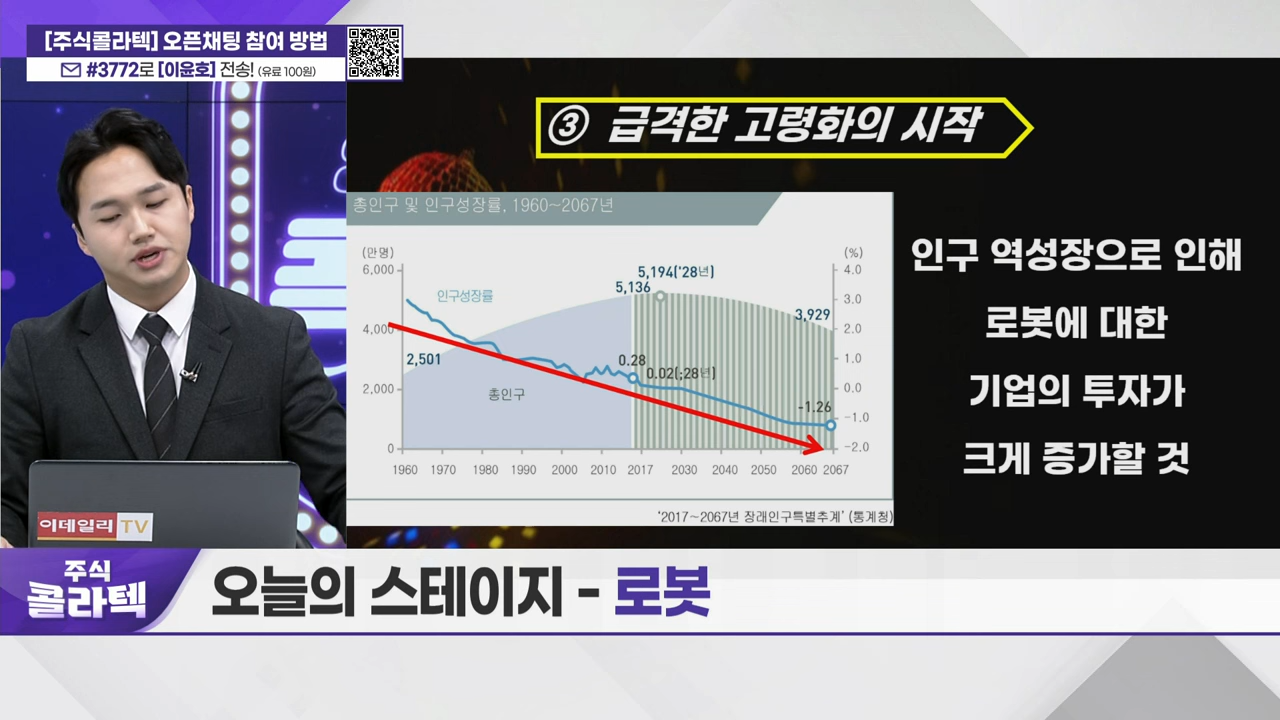 [주식콜라텍] 오픈채팅 참여 방법
#3772로 [이윤호] 전송! (유료 100원)
③ 급격한 고령화의 시작
총인구 및 인구성장률, 1960~2067년
(만명)
(%)
6,000
4,000
2,000
0
4.0
3.0
2.0
1.0
0.0
-1.0
-2.0
인구성장률
5,194('28년)
5,136
3,929
2,501
0.28
0.02(;28년)
-1.26
총인구
1960 1970 1980 1990 2000 2010 2017 2030 2040 2050 2060 2067
'2017~2067년 장래인구특별추계' (통계청)
인구 역성장으로 인해
로봇에 대한
기업의 투자가
크게 증가할 것
이데일리 TV
주식
콜라텍
오늘의 스테이지 - 로봇